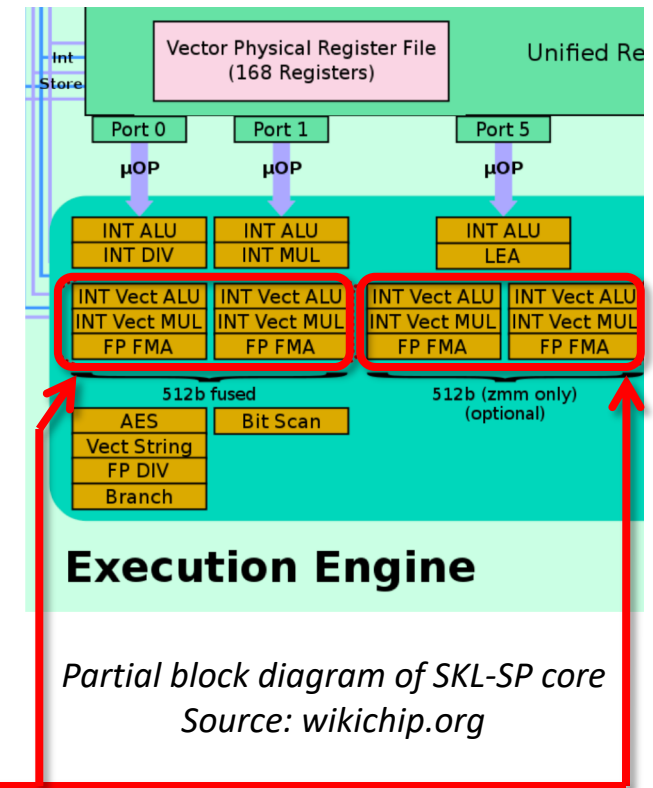 Int
Store
Vector Physical Register File
(168 Registers)
Unified Re
Port 0
Port 1
Port 5
µOP
µOP
µOP
INT ALU
INT DIV
INT ALU
INT MUL
INT ALU
LEA
INT Vect ALU
INT Vect MUL
FP FMA
INT Vect ALU
INT Vect MUL
FP FMA
INT Vect ALU
INT Vect MUL
FP FMA
INT Vect ALU
INT Vect MUL
FP FMA
512b fused
512b (zmm only)
(optional)
AES
Vect String
FP DIV
Branch
Bit Scan
Execution Engine
Partial block diagram of SKL-SP core
Source: wikichip.org